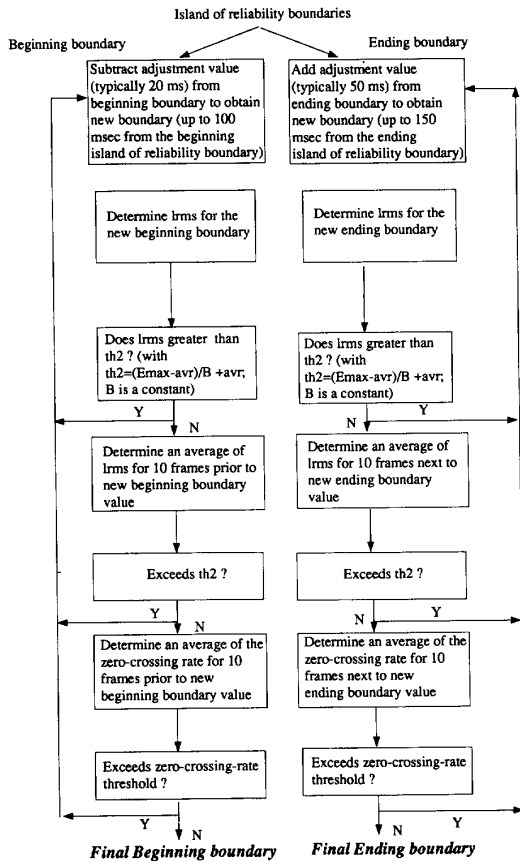 Island of reliability boundaries
Beginning boundary
Ending boundary
Subtract adjustment value
(typically 20 ms) from
beginning boundary to obtain
new boundary (up to 100
msec from the beginning
island of reliability boundary)
Add adjustment value
(typically 50 ms) from
ending boundary to obtain
new boundary (up to 150
msec from the ending
island of reliability boundary)
Determine lrms for the
new beginning boundary
Determine lrms for the
new ending boundary
Does lrms greater than
th2 ? (with
th2=(Emax-avr)/B +avr;
B is a constant)
Does lrms greater than
th2 ? (with
th2=(Emax-avr)/B +avr;
B is a constant)
Y
N
N
Y
Determine an average of
lrms for 10 frames prior to
new beginning boundary
value
Determine an average of
lrms for 10 frames next to
new ending boundary
value
Exceeds th2 ?
Exceeds th2 ?
Y
N
N
Y
Determine an average of the
zero-crossing rate for 10
frames prior to new
beginning boundary value
Determine an average of the
zero-crossing rate for 10
frames next to new
ending boundary value
Exceeds zero-crossing-rate
threshold ?
Exceeds zero-crossing-rate
threshold ?
Y
N
N
Y
Final Beginning boundary
Final Ending boundary